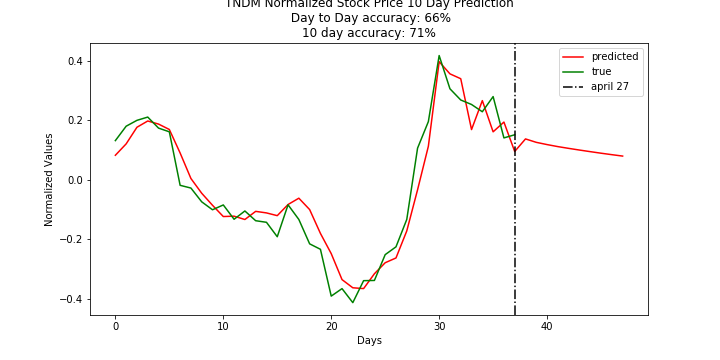 TNDM Normalized Stock Price 10 Day Prediction
Day to Day accuracy: 66%
10 day accuracy: 71%
predicted
true
april 27
Normalized Values
0.4
0.2
0.0
−0.2
−0.4
0
10
20
30
40
Days